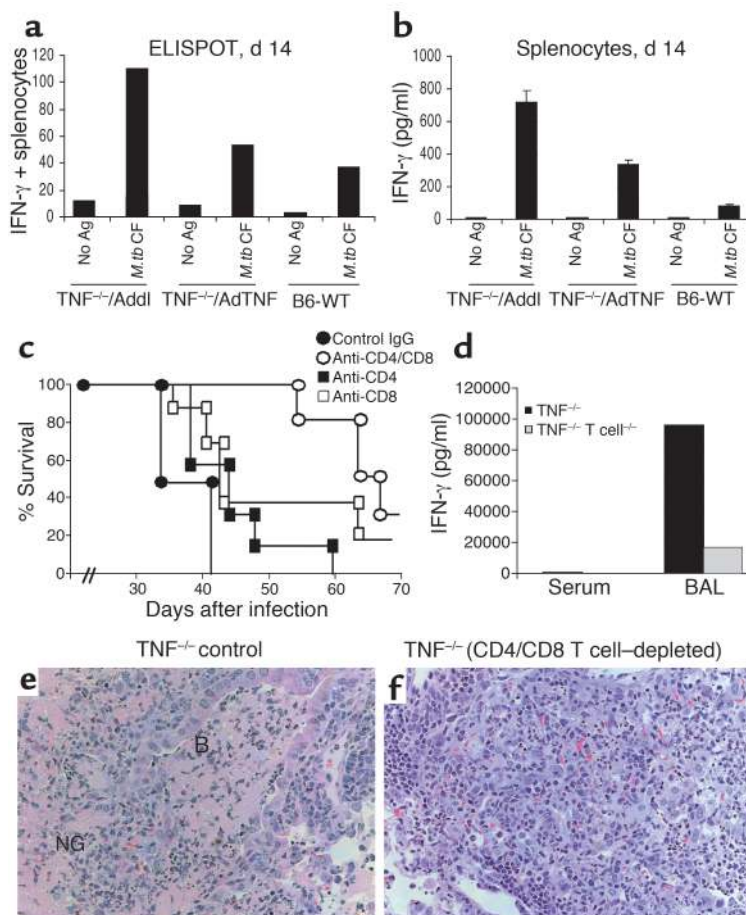 a
ELISPOT, d 14
IFN-γ + splenocytes
120
100
80
60
40
20
0
No Ag
M.tb CF
No Ag
M.tb CF
No Ag
M.tb CF
TNF–/–/AddI
TNF–/–/AdTNF
B6-WT
b
Splenocytes, d 14
IFN-γ (pg/ml)
1000
800
600
400
200
0
No Ag
M.tb CF
No Ag
M.tb CF
No Ag
M.tb CF
TNF–/–/AddI
TNF–/–/AdTNF
B6-WT
c
Control IgG
Anti-CD4/CD8
Anti-CD4
Anti-CD8
% Survival
100
80
60
40
20
0
30
40
50
60
70
Days after infection
d
TNF–/–
TNF–/– T cell–/–
IFN-γ (pg/ml)
120000
100000
80000
60000
40000
20000
0
Serum
BAL
TNF–/– control
e
B
NG
TNF–/– (CD4/CD8 T cell–depleted)
f